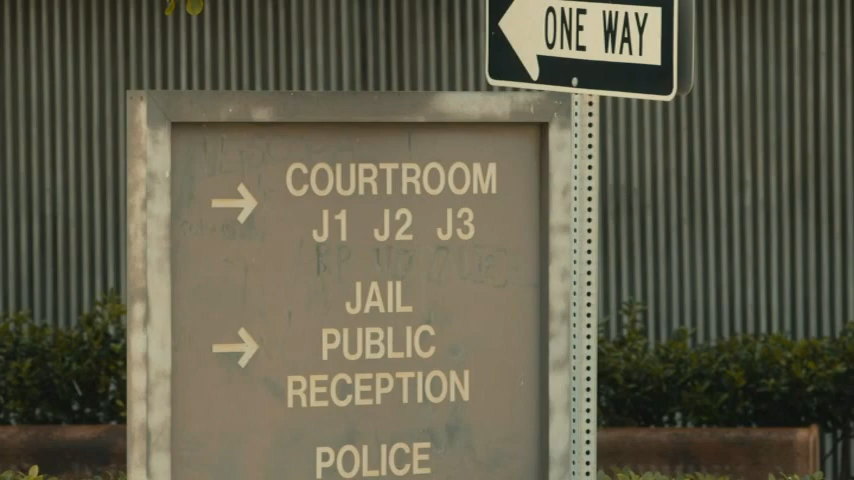 ONE WAY
COURTROOM
J1 J2 J3
JAIL
PUBLIC
RECEPTION
POLICE